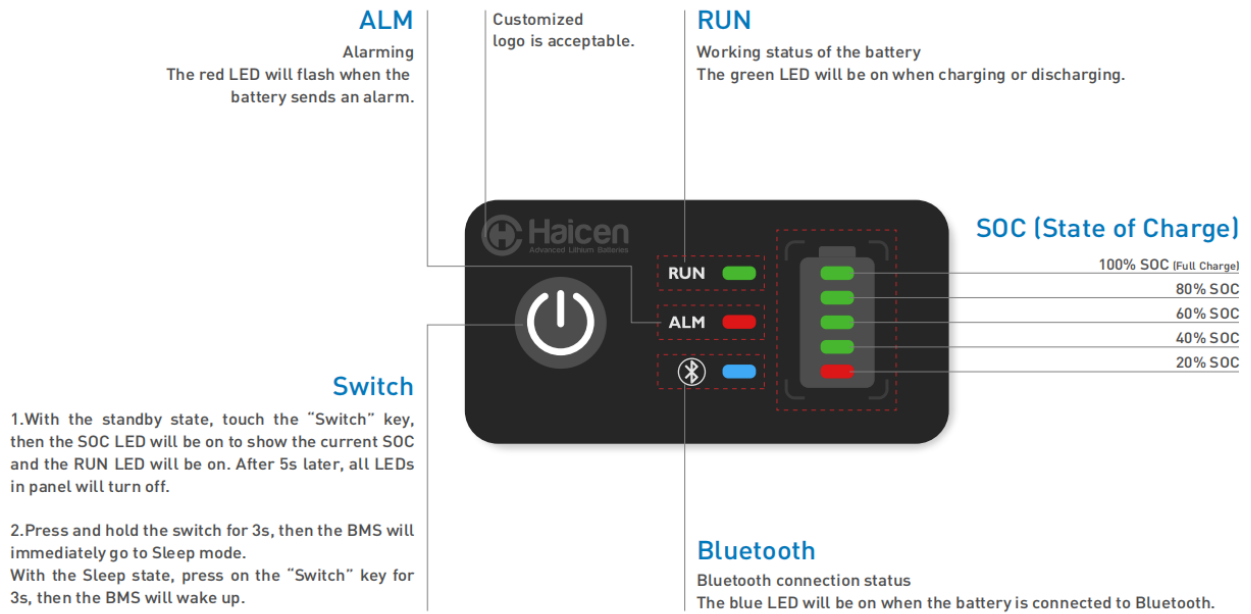 ALM
Alarming
The red LED will flash when the
battery sends an alarm.
Customized
logo is acceptable.
RUN
Working status of the battery
The green LED will be on when charging or discharging.
Haicen
Advanced Lithium Batteries
RUN
ALM
SOC (State of Charge)
100% SOC (Full Charge)
80% SOC
60% SOC
40% SOC
20% SOC
Switch
1.With the standby state, touch the “Switch” key,
then the SOC LED will be on to show the current SOC
and the RUN LED will be on. After 5s later, all LEDs
in panel will turn off.
2.Press and hold the switch for 3s, then the BMS will
immediately go to Sleep mode.
With the Sleep state, press on the “Switch” key for
3s, then the BMS will wake up.
Bluetooth
Bluetooth connection status
The blue LED will be on when the battery is connected to Bluetooth.